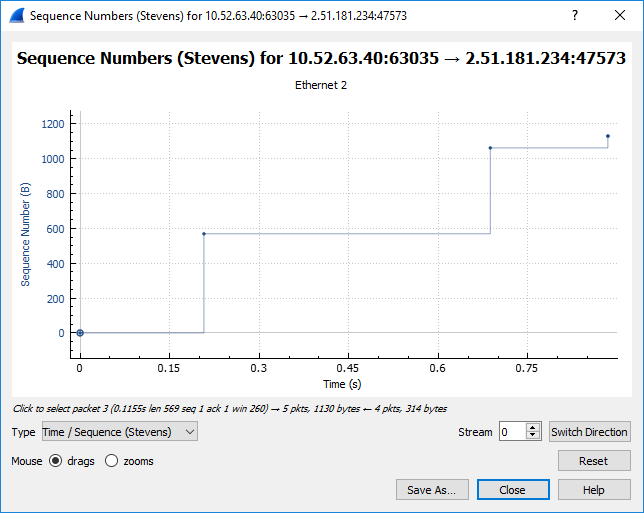 Sequence Numbers (Stevens) for 10.52.63.40:63035 → 2.51.181.234:47573
?
Sequence Numbers (Stevens) for 10.52.63.40:63035 → 2.51.181.234:47573
Ethernet 2
Sequence Number (B)
1200
1000
800
600
400
200
0
0 0.15 0.3 0.45 0.6 0.75
Time (s)
Click to select packet 3 (0.1155s len 569 seq 1 ack 1 win 260) → 5 pkts, 1130 bytes ← 4 pkts, 314 bytes
Type Time / Sequence (Stevens) Stream 0 Switch Direction
Mouse drags zooms Reset
Save As... Close Help